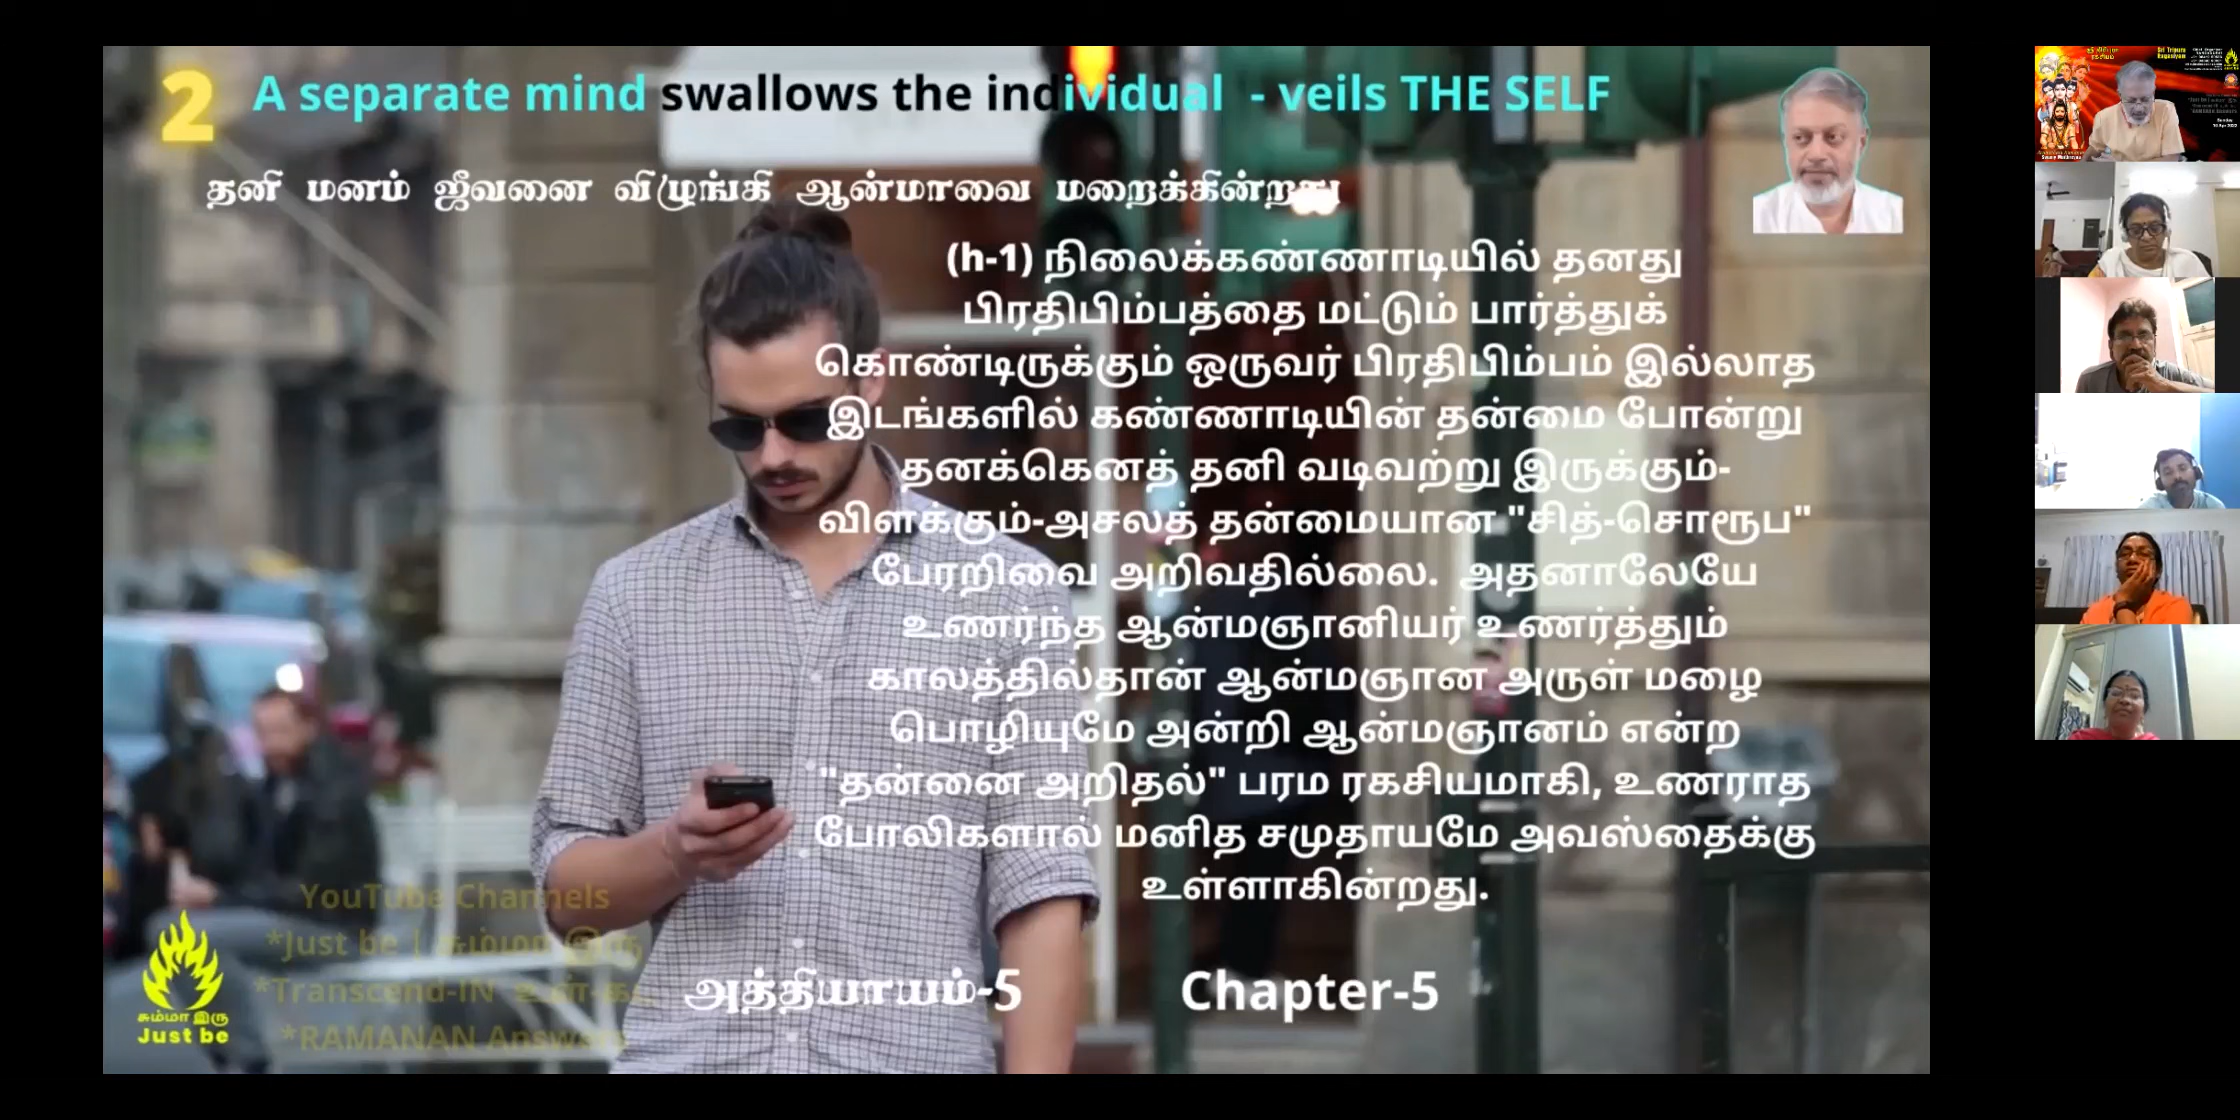 2
A separate mind swallows the individual - veils THE SELF
தனி மனம் ஜீவனை விழுங்கி ஆன்மாவை மறைக்கின்றது
(h-1) நிலைக்கண்ணாடியில் தனது
பிரதிபிம்பத்தை மட்டும் பார்த்துக்
கொண்டிருக்கும் ஒருவர் பிரதிபிம்பம் இல்லாத
இடங்களில் கண்ணாடியின் தன்மை போன்று
தனக்கெனத் தனி வடிவற்று இருக்கும்-
விளக்கும்-அசலத் தன்மையான "சித்-சொரூப"
பேரறிவை அறிவதில்லை. அதனாலேயே
உணர்ந்த ஆன்மஞானியர் உணர்த்தும்
காலத்தில்தான் ஆன்மஞான அருள் மழை
பொழியுமே அன்றி ஆன்மஞானம் என்ற
"தன்னை அறிதல்" பரம ரகசியமாகி, உணராத
போலிகளால் மனித சமுதாயமே அவஸ்தைக்கு
உள்ளாகின்றது.
YouTube Channels
*Just be | சும்மா இரு
*Transcend-IN
*RAMANAN Answers
சும்மா இரு
Just be
அத்தியாயம்-5 Chapter-5
Sri Tripura